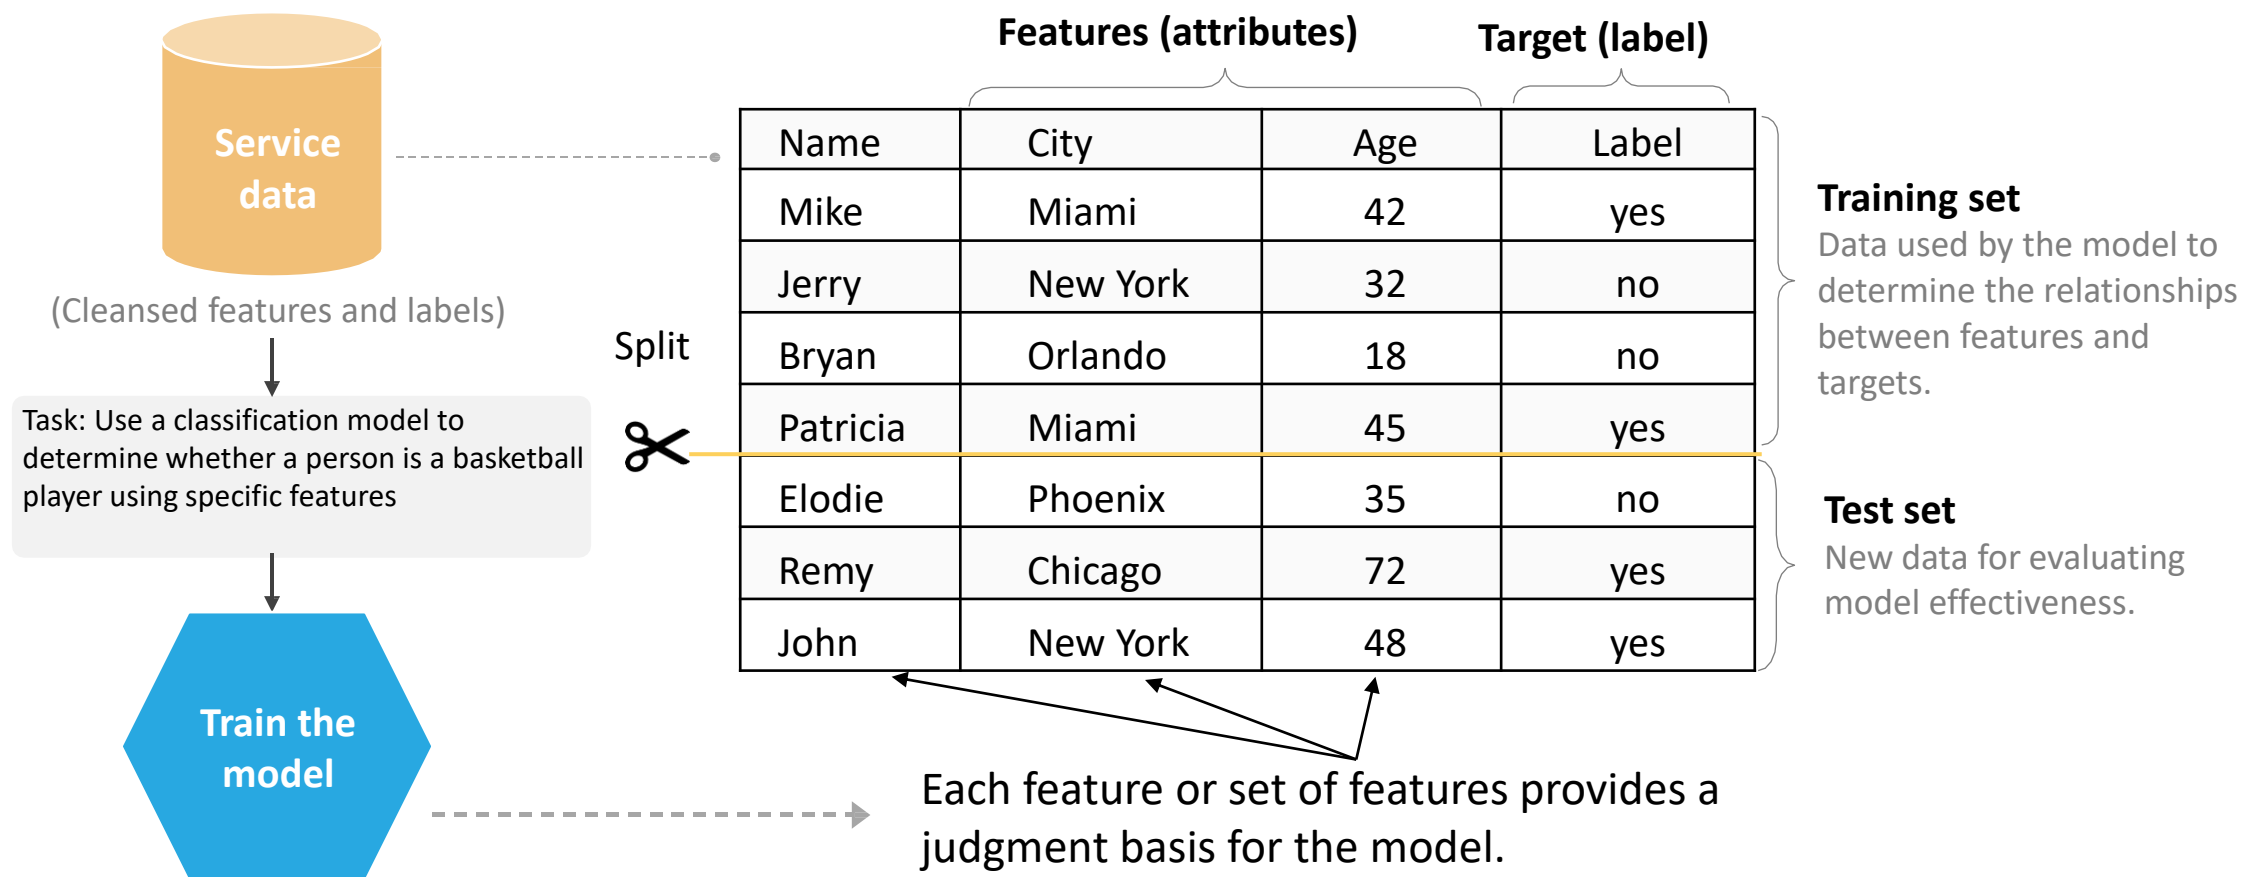 Service
data
(Cleansed features and labels)
Task: Use a classification model to
determine whether a person is a basketball
player using specific features
Train the
model
Split
Features (attributes) Target (label)
Name City Age Label
Mike Miami 42 yes
Jerry New York 32 no
Bryan Orlando 18 no
Patricia Miami 45 yes
Elodie Phoenix 35 no
Remy Chicago 72 yes
John New York 48 yes
Training set
Data used by the model to
determine the relationships
between features and
targets.
Test set
New data for evaluating
model effectiveness.
Each feature or set of features provides a
judgment basis for the model.